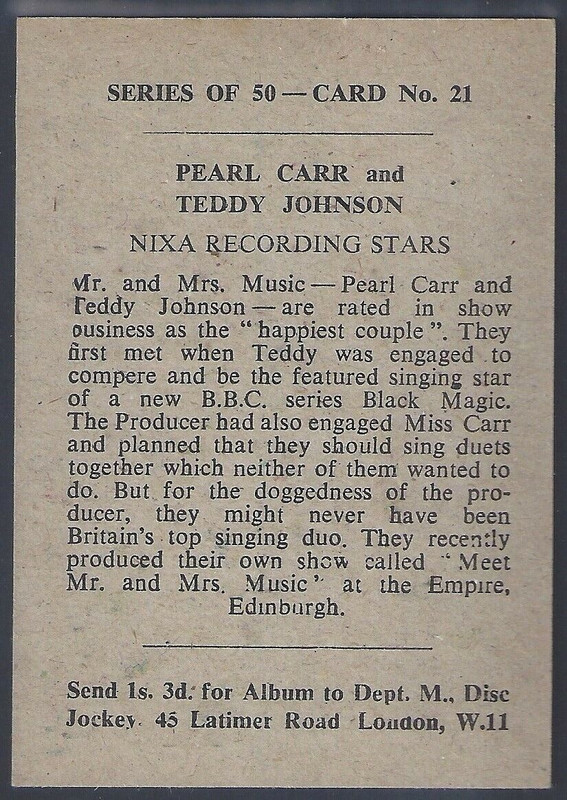 SERIES OF 50 — CARD No. 21
PEARL CARR and
TEDDY JOHNSON
NIXA RECORDING STARS
Mr. and Mrs. Music — Pearl Carr and
Teddy Johnson — are rated in show
business as the "happiest couple". They
first met when Teddy was engaged to
compere and be the featured singing star
of a new B.B.C. series Black Magic.
The Producer had also engaged Miss Carr
and planned that they should sing duets
together which neither of them wanted to
do. But for the doggedness of the pro-
ducer, they might never have been
Britain's top singing duo. They recently
produced their own show called "Meet
Mr. and Mrs. Music" at the Empire,
Edinburgh.
Send 1s. 3d. for Album to Dept. M., Disc
Jockey. 45 Latimer Road London, W.11